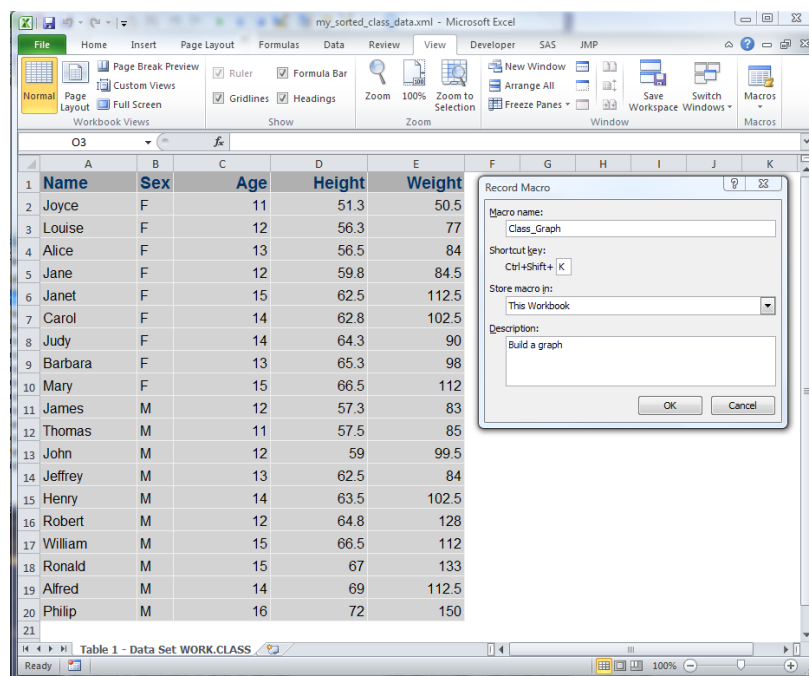 my_sorted_class_data.xml - Microsoft Excel
File Home Insert Page Layout Formulas Data Review View Developer SAS JMP
Normal
Page Layout
Page Break Preview
Custom Views
Full Screen
Workbook Views
Ruler Formula Bar
Gridlines Headings
Show
Zoom 100% Zoom to Selection
Zoom
New Window
Arrange All
Freeze Panes
Save Workspace Switch Windows
Window
Macros
Macros
O3 fx
A B C D E F G H I J K
1 Name Sex Age Height Weight
2 Joyce F 11 51.3 50.5
3 Louise F 12 56.3 77
4 Alice F 13 56.5 84
5 Jane F 12 59.8 84.5
6 Janet F 15 62.5 112.5
7 Carol F 14 62.8 102.5
8 Judy F 14 64.3 90
9 Barbara F 13 65.3 98
10 Mary F 15 66.5 112
11 James M 12 57.3 83
12 Thomas M 11 57.5 85
13 John M 12 59 99.5
14 Jeffrey M 13 62.5 84
15 Henry M 14 63.5 102.5
16 Robert M 12 64.8 128
17 William M 15 66.5 112
18 Ronald M 15 67 133
19 Alfred M 14 69 112.5
20 Philip M 16 72 150
21
Record Macro
Macro name:
Class_Graph
Shortcut key:
Ctrl+Shift+ K
Store macro in:
This Workbook
Description:
Build a graph
OK Cancel
Table 1 - Data Set WORK.CLASS
Ready 100%